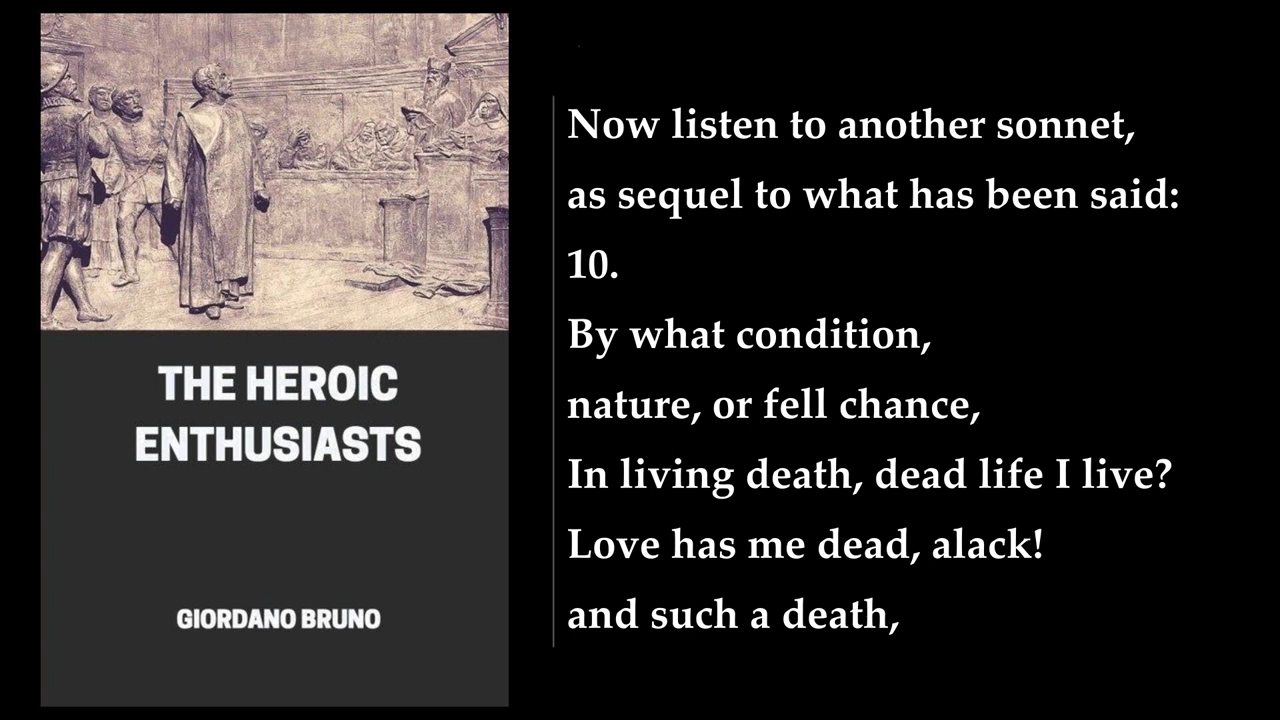 THE HEROIC
ENTHUSIASTS
GIORDANO BRUNO
Now listen to another sonnet,
as sequel to what has been said:
10.
By what condition,
nature, or fell chance,
In living death, dead life I live?
Love has me dead, alack!
and such a death,